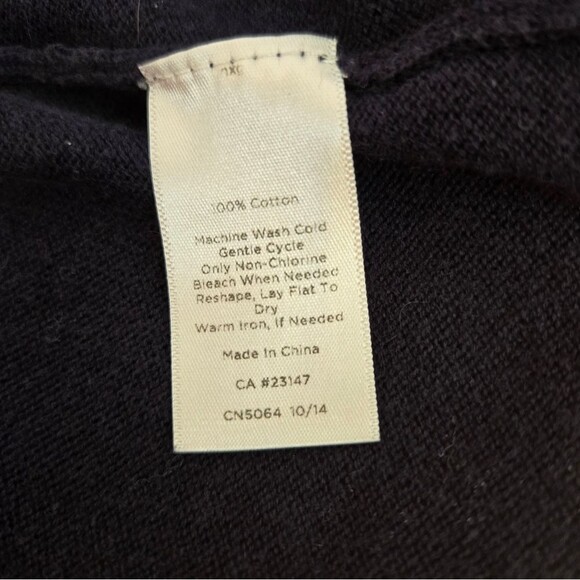 100% Cotton
Machine Wash Cold
Gentle Cycle
Only Non-Chlorine
Bleach When Needed
Reshape, Lay Flat To
Dry
Warm Iron, If Needed
Made In China
CA #23147
CN5064 10/14